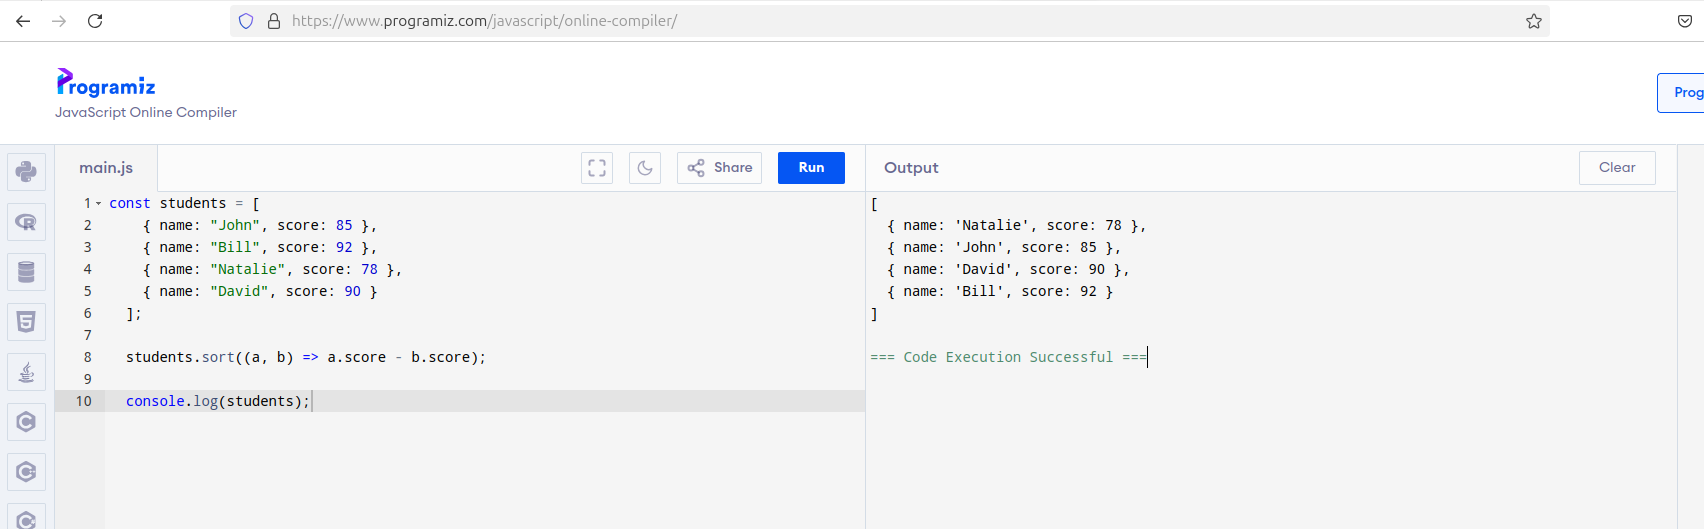 https://www.programiz.com/javascript/online-compiler/
Programiz
JavaScript Online Compiler
Prog
main.js
Share
Run
Output
Clear
1 const students = [
2 { name: "John", score: 85 },
3 { name: "Bill", score: 92 },
4 { name: "Natalie", score: 78 },
5 { name: "David", score: 90 }
6 ];
7
8 students.sort((a, b) => a.score - b.score);
9
10 console.log(students);
[
{ name: 'Natalie', score: 78 },
{ name: 'John', score: 85 },
{ name: 'David', score: 90 },
{ name: 'Bill', score: 92 }
]
=== Code Execution Successful ===